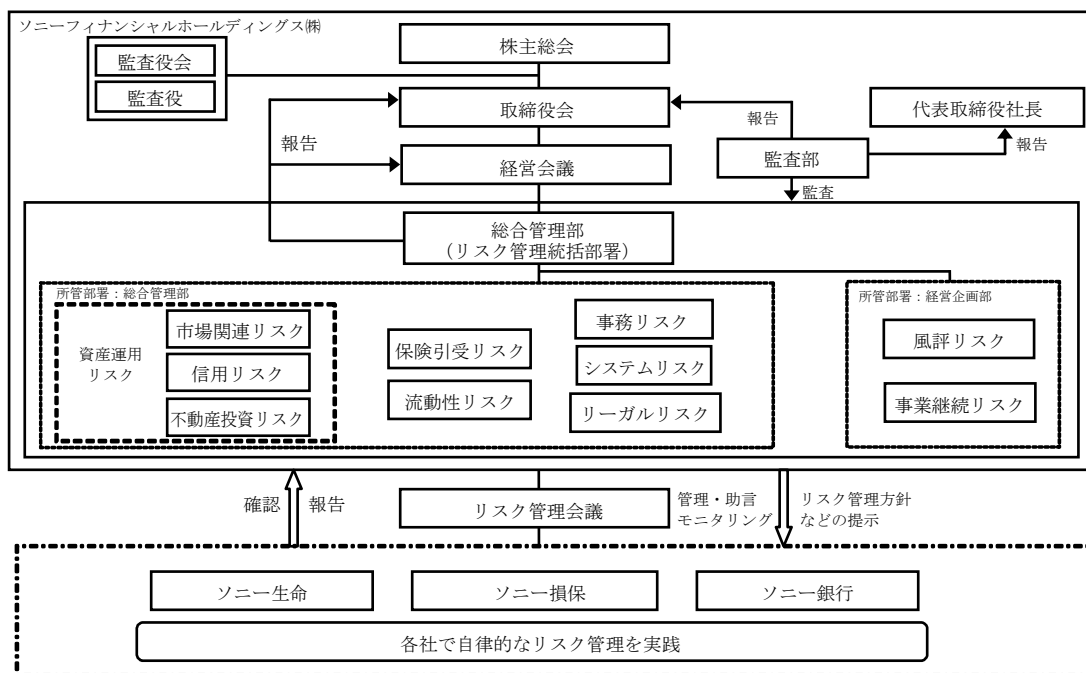 ソニーフィナンシャルホールディングス㈱
株主総会
監査役会
監査役
取締役会
代表取締役社長
報告
報告
報告
監査部
経営会議
監査
総合管理部
（リスク管理統括部署）
所管部署：総合管理部
所管部署：経営企画部
資産運用
リスク
市場関連リスク
信用リスク
不動産投資リスク
保険引受リスク
流動性リスク
事務リスク
システムリスク
リーガルリスク
風評リスク
事業継続リスク
確認
報告
リスク管理会議
管理・助言
モニタリング
リスク管理方針
などの提示
ソニー生命
ソニー損保
ソニー銀行
各社で自律的なリスク管理を実践